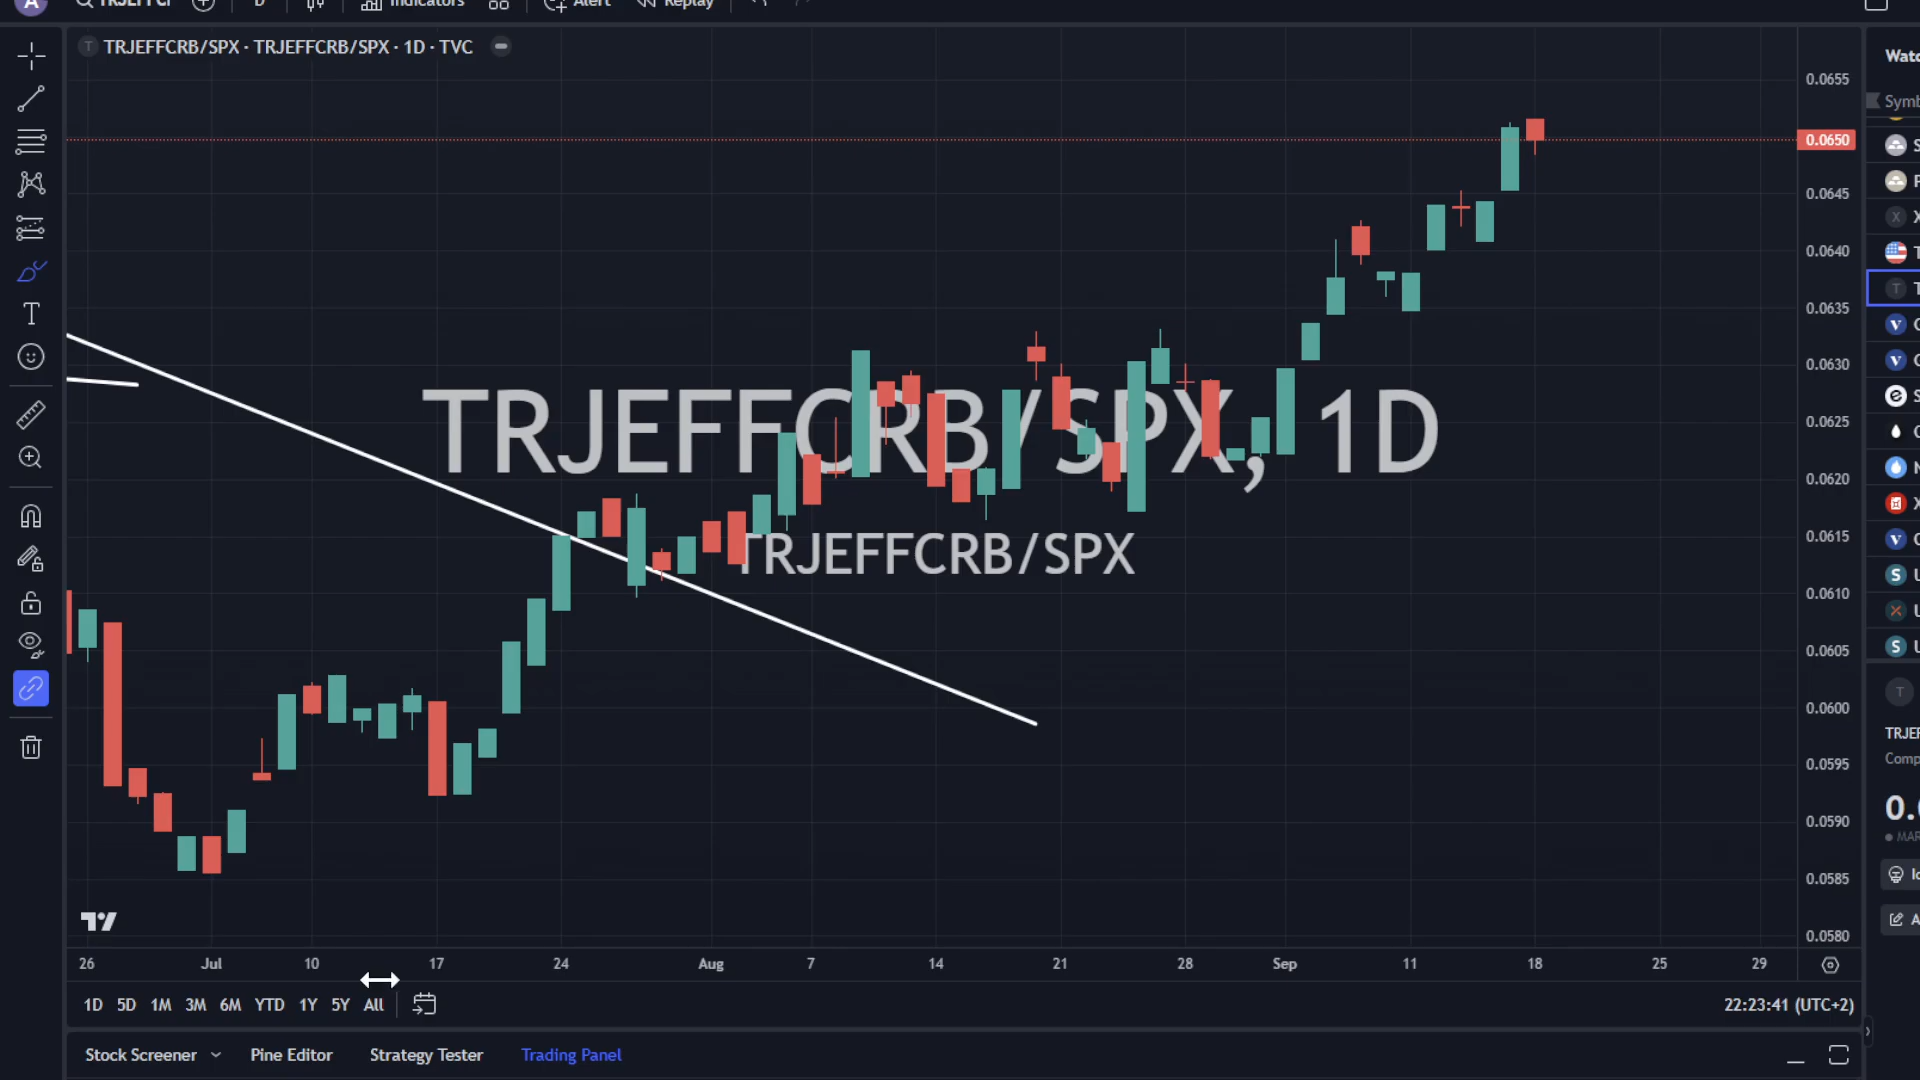 A
D
Indicators
Alert
Replay
T TRJEFFCRB/SPX · TRJEFFCRB/SPX · 1D · TVC
TRJEFFCRB/SPX, 1D
TRJEFFCRB/SPX
0.0655
0.0650
0.0645
0.0640
0.0635
0.0630
0.0625
0.0620
0.0615
0.0610
0.0605
0.0600
0.0595
0.0590
0.0585
0.0580
26 Jul 10 17 24 Aug 7 14 21 28 Sep 11 18 25 29
1D 5D 1M 3M 6M YTD 1Y 5Y All
22:23:41 (UTC+2)
Stock Screener Pine Editor Strategy Tester Trading Panel